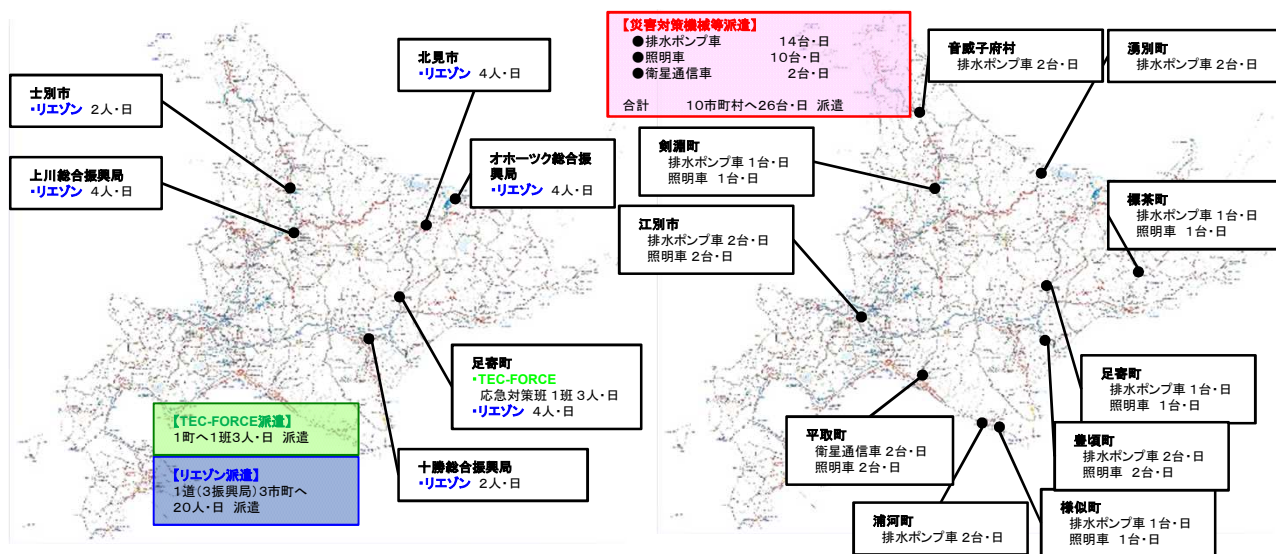 北見市
・リエゾン 4人・日
士別市
・リエゾン 2人・日
上川総合振興局
・リエゾン 4人・日
オホーツク総合振
興局
・リエゾン 4人・日
足寄町
・TEC-FORCE
応急対策班 1班 3人・日
・リエゾン 4人・日
十勝総合振興局
・リエゾン 2人・日
【TEC-FORCE派遣】
1町へ1班3人・日 派遣
【リエゾン派遣】
1道(3振興局)3市町へ
20人・日 派遣
【災害対策機械等派遣】
●排水ポンプ車 14台・日
●照明車 10台・日
●衛星通信車 2台・日
合計 10市町村へ26台・日 派遣
音威子府村
排水ポンプ車 2台・日
湧別町
排水ポンプ車 2台・日
剣淵町
排水ポンプ車 1台・日
照明車 1台・日
標茶町
排水ポンプ車 1台・日
照明車 1台・日
江別市
排水ポンプ車 2台・日
照明車 2台・日
足寄町
排水ポンプ車 1台・日
照明車 1台・日
平取町
衛星通信車 2台・日
照明車 2台・日
豊頃町
排水ポンプ車 2台・日
照明車 2台・日
浦河町
排水ポンプ車 2台・日
様似町
排水ポンプ車 1台・日
照明車 1台・日